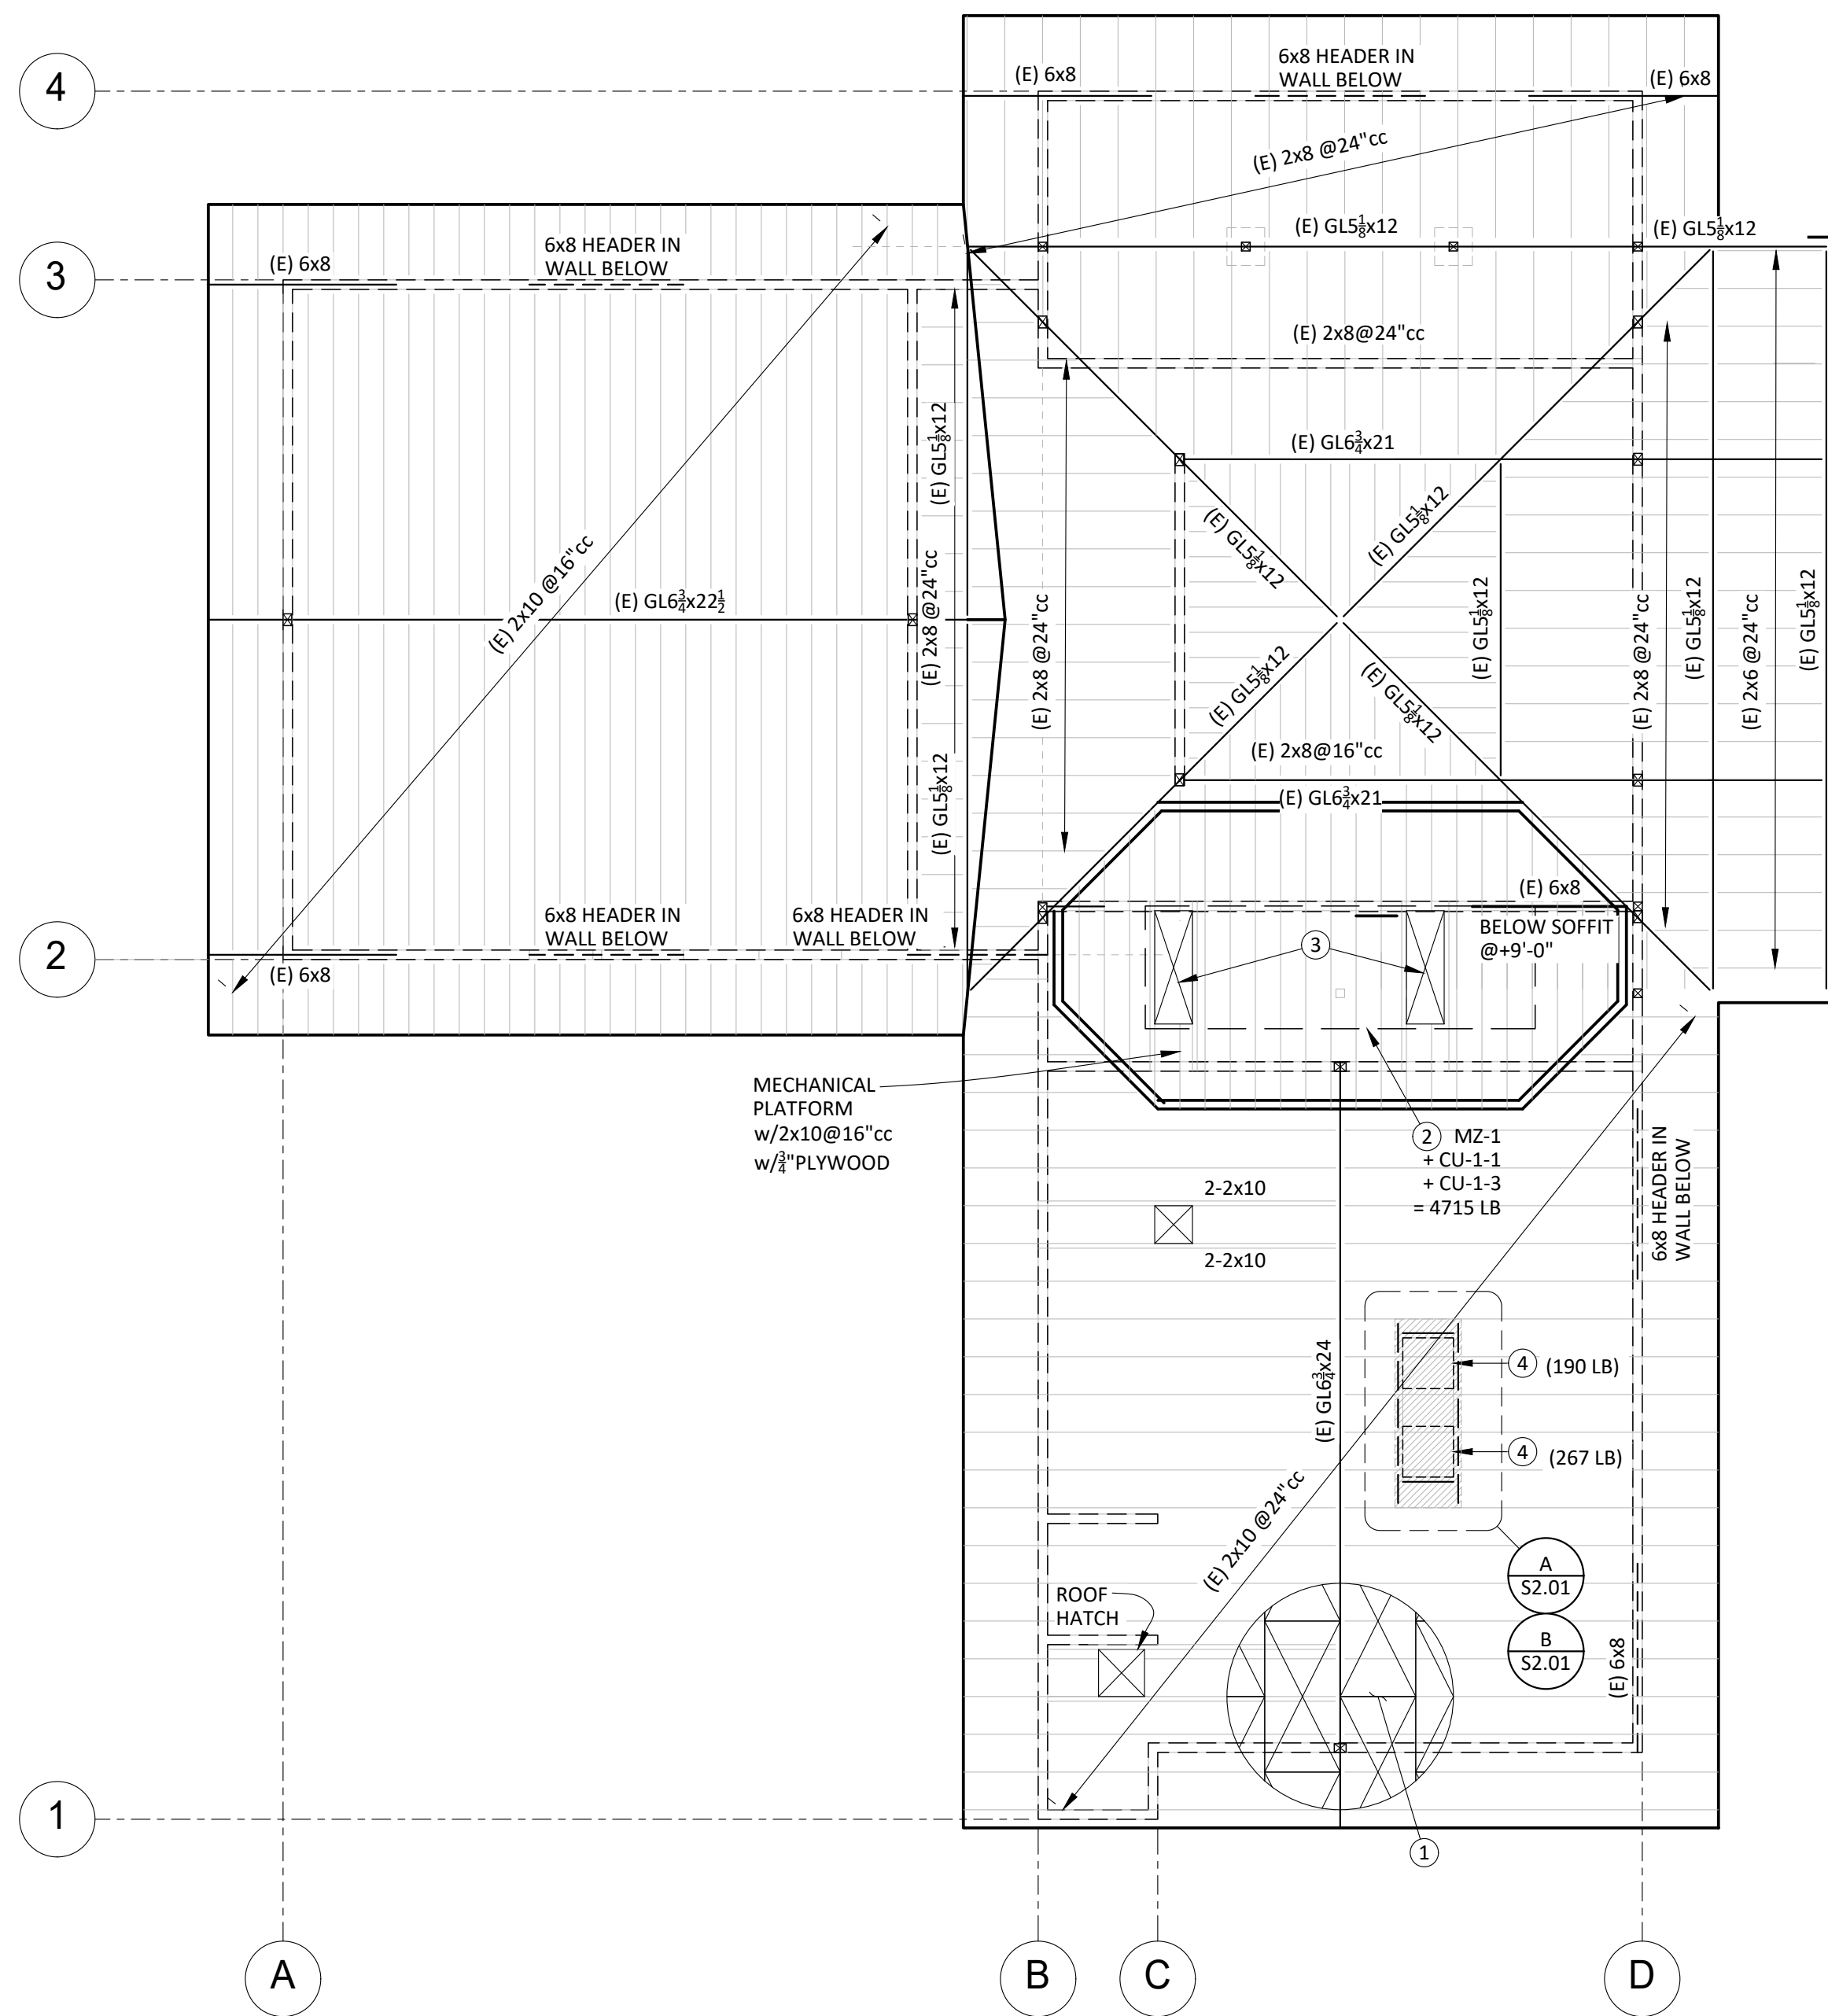 4
(E) 6x8
6x8 HEADER IN
WALL BELOW
(E) 6x8
(E) 2x8 @24"cc
3
(E) 6x8
6x8 HEADER IN
WALL BELOW
(E) GL5⅛x12
(E) GL5⅛x12
(E) 2x8@24"cc
(E) GL5⅛x12
(E) GL6¾x21
(E) GL5⅛x12
(E) GL5⅛x12
(E) 2x10 @16"cc
(E) GL6¾x22½
(E) 2x8 @24"cc
(E) 2x8 @24"cc
(E) GL5⅛x12
(E) 2x8 @24"cc
(E) GL5⅛x12
(E) 2x6 @24"cc
(E) GL5⅛x12
(E) GL5⅛x12
(E) GL5⅛x12
(E) 2x8@16"cc
(E) GL5⅛x12
(E) GL6¾x21
2
6x8 HEADER IN
WALL BELOW
6x8 HEADER IN
WALL BELOW
(E) 6x8
(E) 6x8
BELOW SOFFIT
@+9'-0"
3
MECHANICAL
PLATFORM
w/2x10@16"cc
w/¾"PLYWOOD
2 MZ-1
+ CU-1-1
+ CU-1-3
= 4715 LB
6x8 HEADER IN
WALL BELOW
2-2x10
2-2x10
(E) GL6¾x24
4 (190 LB)
4 (267 LB)
(E) 2x10 @24"cc
A
S2.01
B
S2.01
ROOF
HATCH
(E) 6x8
1
1
A
B
C
D